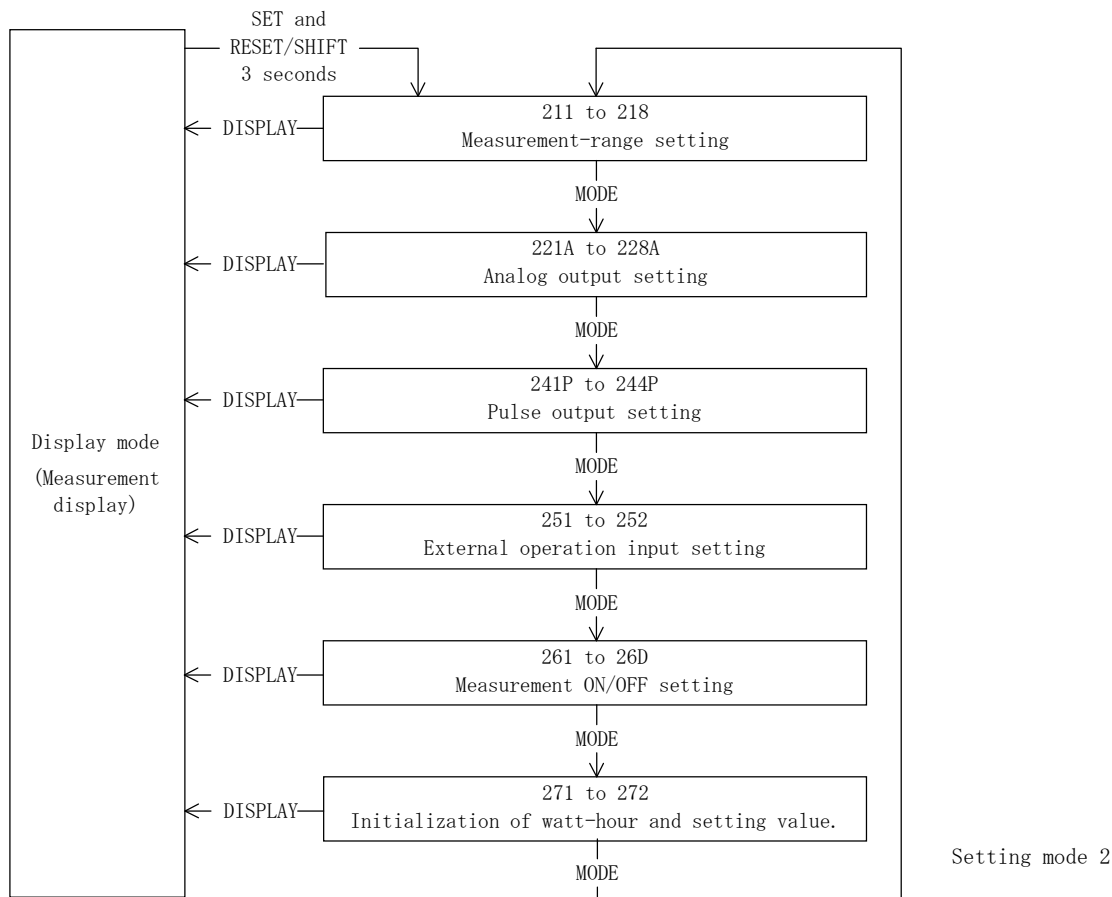 SET and
RESET/SHIFT
3 seconds
211 to 218
DISPLAY
Measurement-range setting
MODE
221A to 228A
DISPLAY
Analog output setting
MODE
241P to 244P
DISPLAY
Pulse output setting
Display mode
(Measurement
display)
MODE
251 to 252
DISPLAY
External operation input setting
MODE
261 to 26D
DISPLAY
Measurement ON/OFF setting
MODE
271 to 272
DISPLAY
Initialization of watt-hour and setting value.
Setting mode 2
MODE